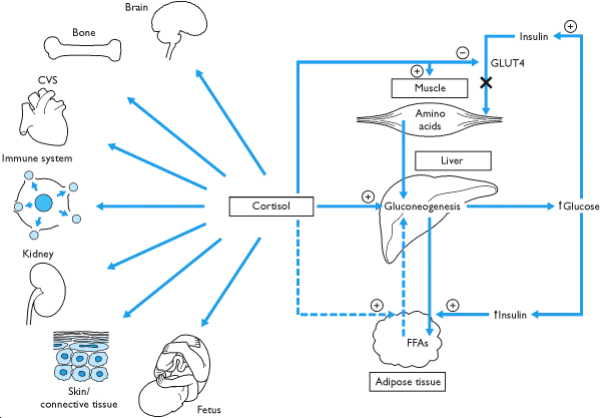 Brain
Bone
CVS
Immune system
Kidney
Skin/
connective tissue
Fetus
Cortisol
+
−
+
Insulin
+
GLUT4
Muscle
Amino
acids
Liver
+
Gluconeogenesis
↑Glucose
+
+
↑Insulin
FFAs
Adipose tissue